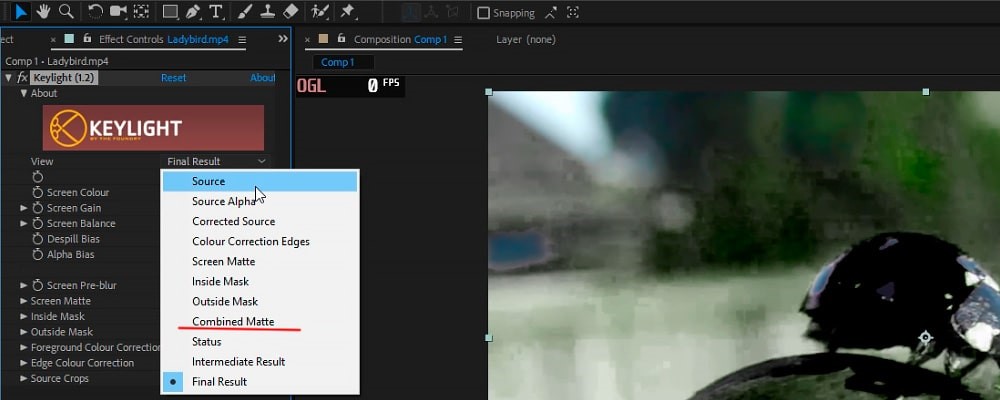 Snapping
ect
Effect Controls Ladybird.mp4
Composition Comp 1
Layer (none)
Comp 1 • Ladybird.mp4
Comp 1
fx Keylight (1.2) Reset About
About
OGL 0 FPS
KEYLIGHT
BY THE FOUNDRY
View Final Result
Source
Screen Colour
Source Alpha
Screen Gain
Corrected Source
Screen Balance
Colour Correction Edges
Despill Bias
Alpha Bias
Screen Matte
Inside Mask
Screen Pre-blur
Outside Mask
Screen Matte
Combined Matte
Inside Mask
Status
Outside Mask
Foreground Colour Correction
Intermediate Result
Edge Colour Correction
Final Result
Source Crops